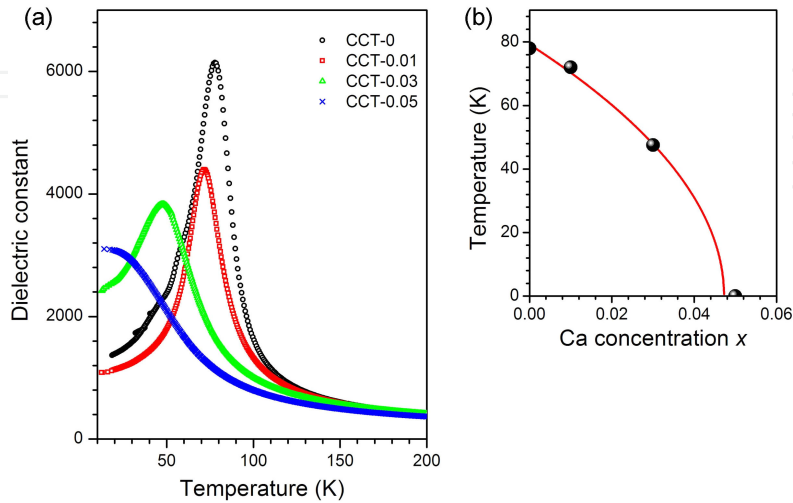 (a)
CCT-0
CCT-0.01
CCT-0.03
CCT-0.05
6000
4000
2000
0
50
100
150
200
Dielectric constant
Temperature (K)
(b)
80
60
40
20
0
0.00
0.02
0.04
0.06
Temperature (K)
Ca concentration x